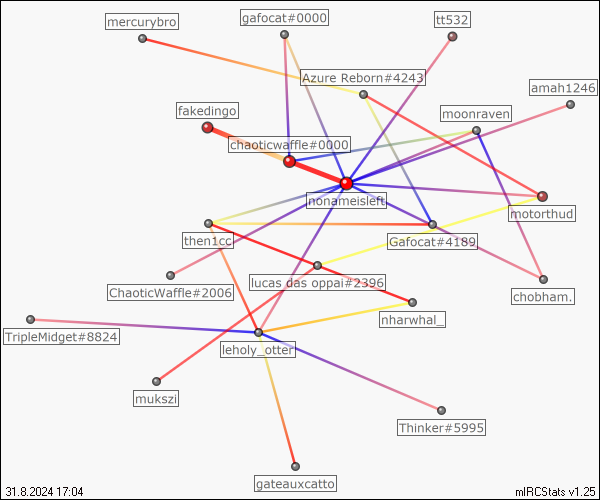 mercurybro
gafocat#0000
tt532
Azure Reborn#4243
amah1246
fakedingo
moonraven
chaoticwaffle#0000
nonameisleft
motorthud
then1cc
Gafocat#4189
lucas das oppai#2396
ChaoticWaffle#2006
chobham.
nharwhal_
TripleMidget#8824
leholy_otter
mukszi
Thinker#5995
gateauxcatto
31.8.2024 17:04
mIRCStats v1.25